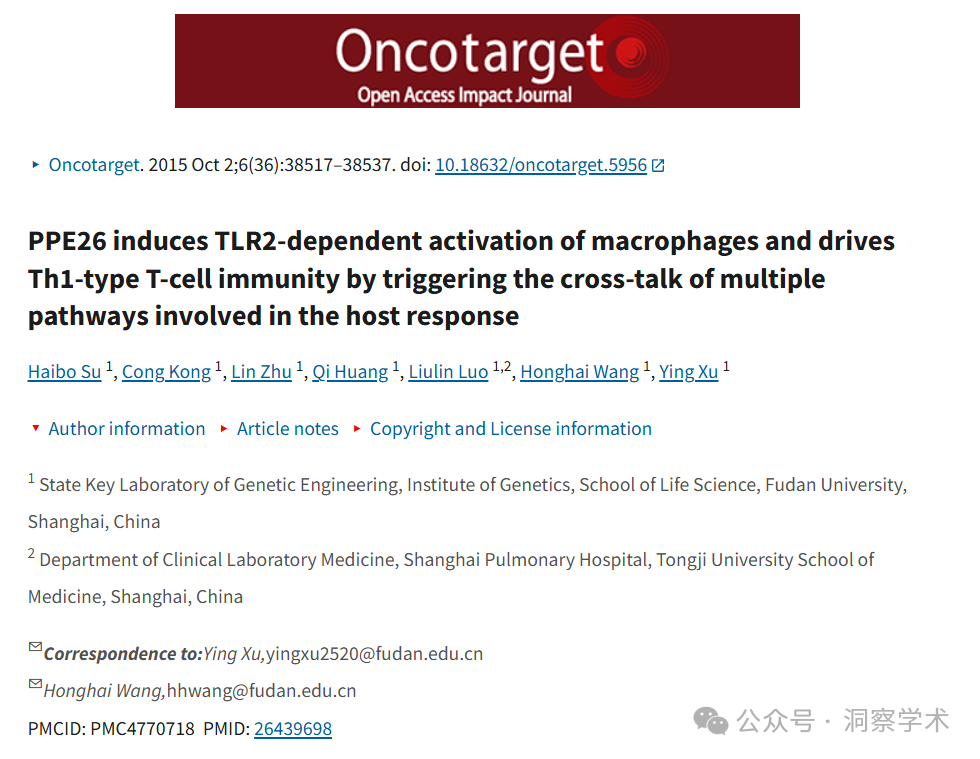 Oncotarget
Open Access Impact Journal
Oncotarget. 2015 Oct 2;6(36):38517–38537. doi: 10.18632/oncotarget.5956
PPE26 induces TLR2-dependent activation of macrophages and drives
Th1-type T-cell immunity by triggering the cross-talk of multiple
pathways involved in the host response
Haibo Su 1, Cong Kong 1, Lin Zhu 1, Qi Huang 1, Liulin Luo 1,2, Honghai Wang 1, Ying Xu 1
Author information Article notes Copyright and License information
1 State Key Laboratory of Genetic Engineering, Institute of Genetics, School of Life Science, Fudan University,
Shanghai, China
2 Department of Clinical Laboratory Medicine, Shanghai Pulmonary Hospital, Tongji University School of
Medicine, Shanghai, China
Correspondence to:Ying Xu,yingxu2520@fudan.edu.cn
Honghai Wang,hhwang@fudan.edu.cn
PMCID: PMC4770718 PMID: 26439698
公众号 · 洞察学术